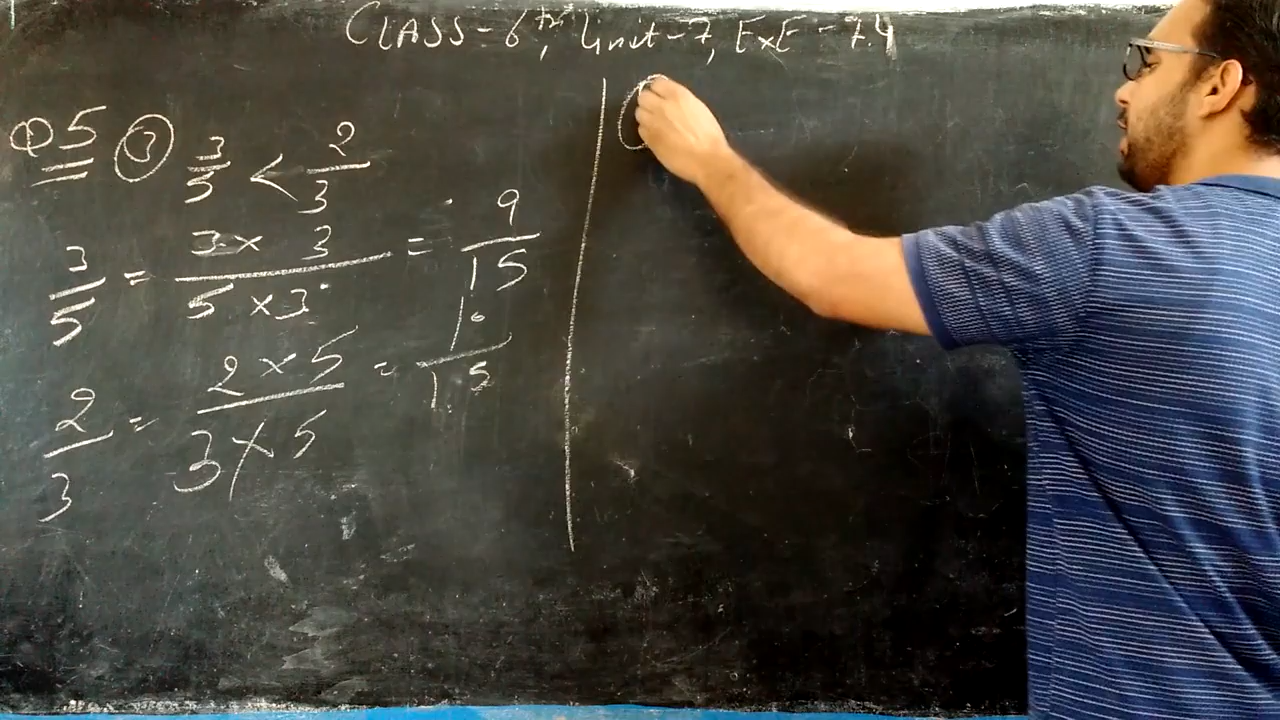 CLASS-6th, Unit-7, ExE-7.4
Q5 3 3/5 < 2/3
3/5 = 3 x 3 / 5 x 3 = 9/15
2/3 = 2 x 5 / 3 x 5 = 10/15